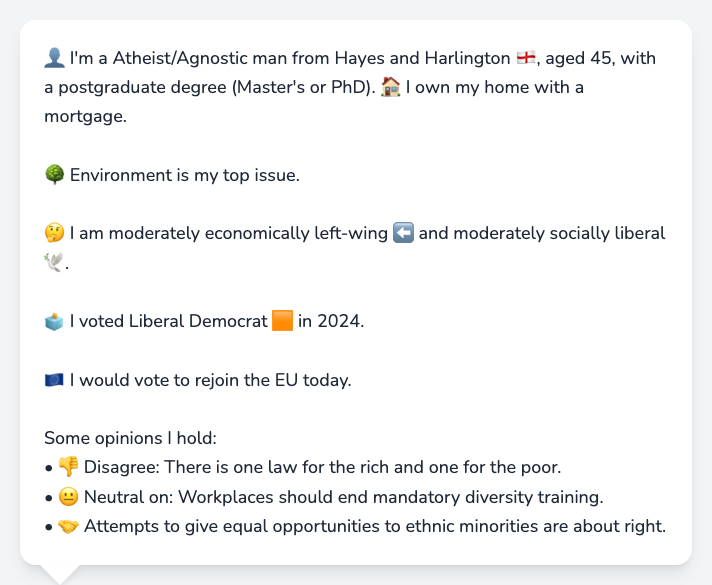 👤 I'm a Atheist/Agnostic man from Hayes and Harlington 🏴󠁧󠁢󠁥󠁮󠁧󠁿, aged 45, with
a postgraduate degree (Master's or PhD). 🏠 I own my home with a
mortgage.
🌳 Environment is my top issue.
🤔 I am moderately economically left-wing ⬅️ and moderately socially liberal
🕊️.
🗳️ I voted Liberal Democrat 🟧 in 2024.
🇪🇺 I would vote to rejoin the EU today.
Some opinions I hold:
• 👎 Disagree: There is one law for the rich and one for the poor.
• 😐 Neutral on: Workplaces should end mandatory diversity training.
• 🤝 Attempts to give equal opportunities to ethnic minorities are about right.